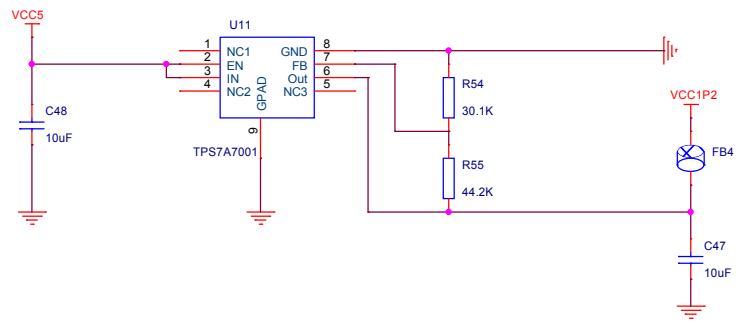 VCC5
U11
1 NC1 GND 8
2 EN FB 7
3 IN Out 6
4 NC2 NC3 5
GPAD
9
TPS7A7001
C48
10uF
R54
30.1K
R55
44.2K
VCC1P2
FB4
C47
10uF